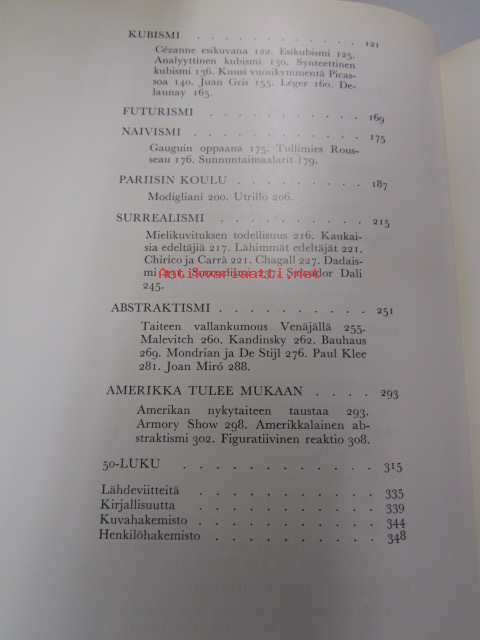 KUBISMI . . . . . . . . . . . . 121
Cézanne esikuvana 122. Esikubismi 125.
Analyyttinen kubismi 130. Synteettinen
kubismi 136. Kuusi vuosikymmentä Picas-
soa 140. Juan Gris 155. Léger 160. De-
launay 165.
FUTURISMI . . . . . . . . . . . 169
NAIVISMI . . . . . . . . . . . 175
Gauguin oppaana 175. Tullimies Rous-
seau 176. Sunnuntaimaalarit 179.
PARIISIN KOULU . . . . . . . . . 187
Modigliani 200. Utrillo 206.
SURREALISMI . . . . . . . . . . 215
Mielikuvituksen todellisuus 216. Kaukai-
sia edeltäjiä 217. Lähimmät edeltäjät 221.
Chirico ja Carrà 221. Chagall 227. Dadais-
mi Surrealismi Salvador Dali
245.
ABSTRAKTISMI . . . . . . . . . . 251
Taiteen vallankumous Venäjällä 255.
Malevitch 260. Kandinsky 262. Bauhaus
269. Mondrian ja De Stijl 276. Paul Klee
281. Joan Miró 288.
AMERIKKA TULEE MUKAAN . . . . 293
Amerikan nykytaiteen taustaa 293.
Armory Show 298. Amerikkalainen ab-
straktismi 302. Figuratiivinen reaktio 308.
50-LUKU . . . . . . . . . . . 315
Lähdeviitteitä . . . . . . . . . . . 335
Kirjallisuutta . . . . . . . . . . . 339
Kuvahakemisto . . . . . . . . . . . 344
Henkilöhakemisto . . . . . . . . . . 348